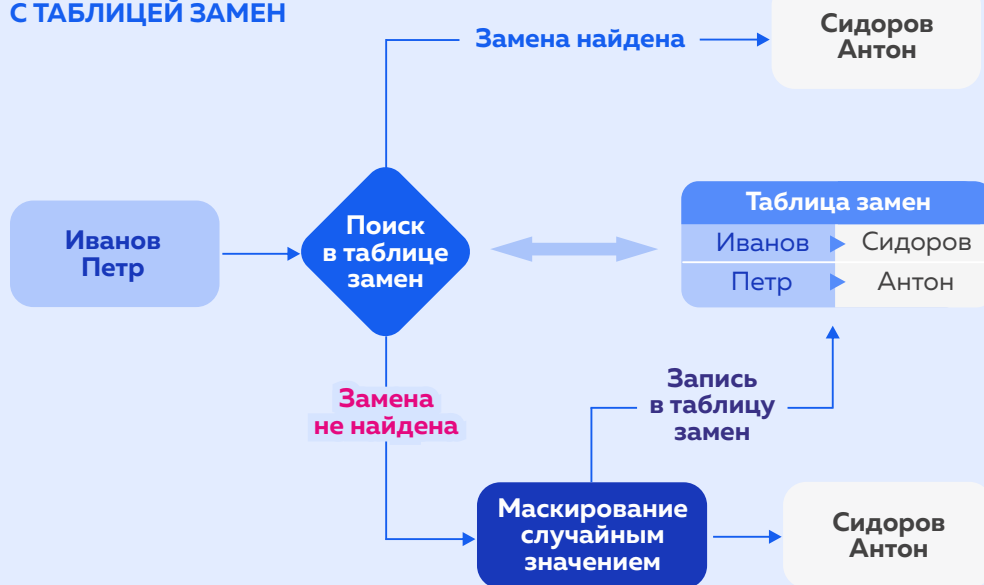 С ТАБЛИЦЕЙ ЗАМЕН
Замена найдена
Сидоров
Антон
Иванов
Петр
Поиск
в таблице
замен
Таблица замен
Иванов Сидоров
Петр Антон
Замена
не найдена
Запись
в таблицу
замен
Маскирование
случайным
значением
Сидоров
Антон